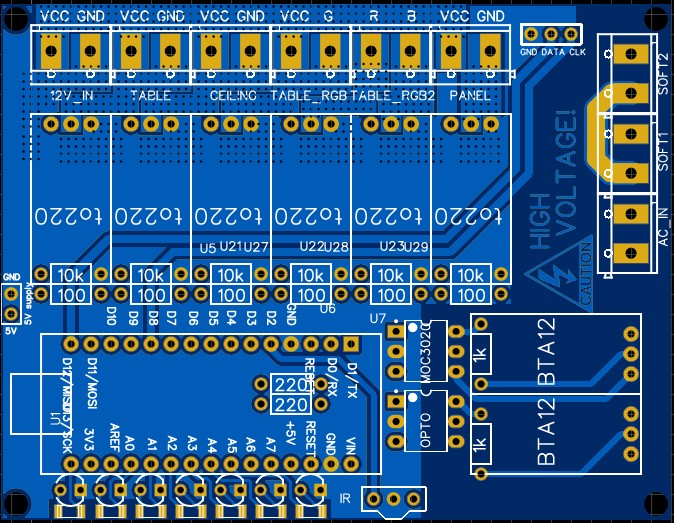 VCC GND VCC GND VCC GND VCC G R B VCC GND
GND DATA CLK
12V_IN TABLE CEILING TABLE_RGB TABLE_RGB2 PANEL
SOFT2
SOFT1
AC_IN
HIGH
VOLTAGE!
CAUTION
to220 to220 to220 to220 to220 to220
U5 U21 U27 U22 U28 U23 U29
10k 10k 10k 10k 10k 10k
100 100 100 100 100 100
GND
5V supply
5V
U6
U7
D10 D9 D8 D7 D6 D5 D4 D3 D2 GND
RESET D0/RX D1/TX
D11/MOSI
MOC3020
1k
BTA12
220
220
U1
OPTO
1k
BTA12
3V3 AREF A0 A1 A2 A3 A4 A5 A6 A7 +5V RESET GND VIN
IR